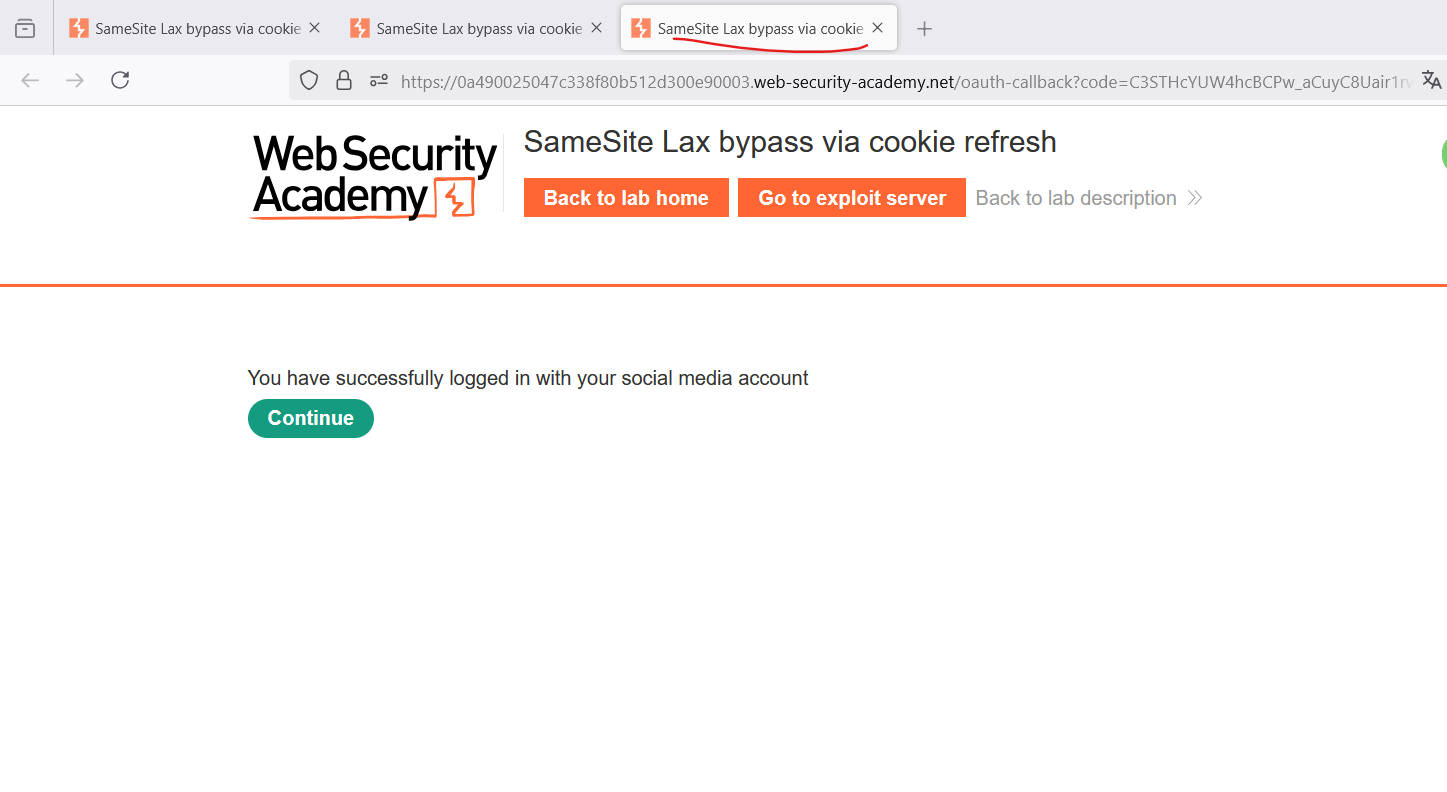 SameSite Lax bypass via cookie
SameSite Lax bypass via cookie
SameSite Lax bypass via cookie
https://0a490025047c338f80b512d300e90003.web-security-academy.net/oauth-callback?code=C3STHcYUW4hcBCPw_aCuyC8Uair1rw
Web Security
Academy
SameSite Lax bypass via cookie refresh
Back to lab home
Go to exploit server
Back to lab description
You have successfully logged in with your social media account
Continue